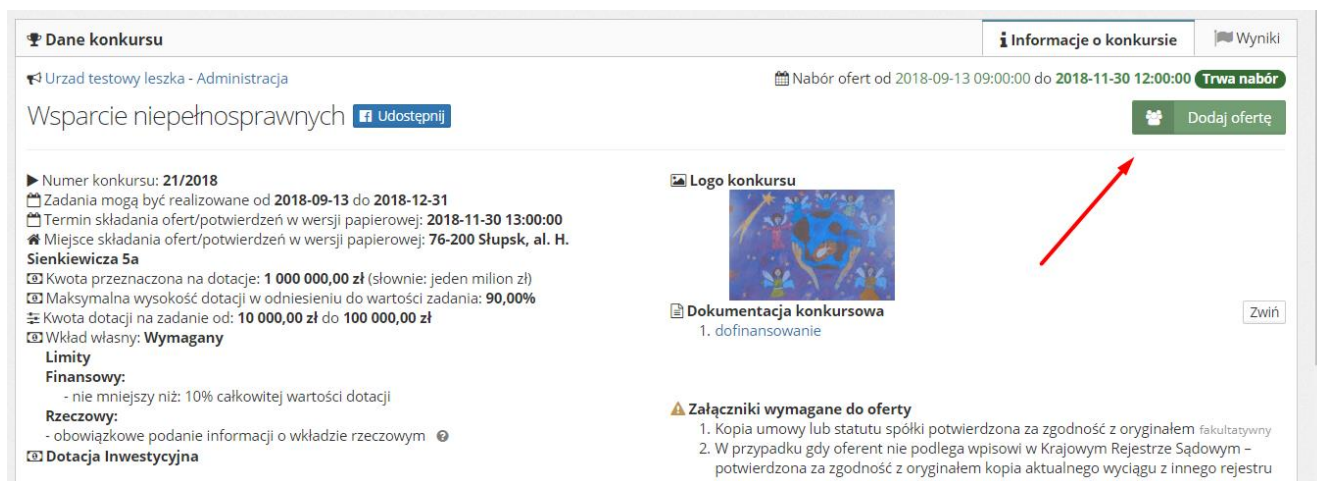 Dane konkursu
Informacje o konkursie
Wyniki
Urzad testowy leszka - Administracja
Nabór ofert od 2018-09-13 09:00:00 do 2018-11-30 12:00:00 Trwa nabór
Wsparcie niepełnosprawnych Udostępnij
Dodaj ofertę
Numer konkursu: 21/2018
Zadania mogą być realizowane od 2018-09-13 do 2018-12-31
Termin składania ofert/potwierdzeń w wersji papierowej: 2018-11-30 13:00:00
Miejsce składania ofert/potwierdzeń w wersji papierowej: 76-200 Słupsk, al. H.
Sienkiewicza 5a
Kwota przeznaczona na dotacje: 1 000 000,00 zł (słownie: jeden milion zł)
Maksymalna wysokość dotacji w odniesieniu do wartości zadania: 90,00%
Kwota dotacji na zadanie od: 10 000,00 zł do 100 000,00 zł
Wkład własny: Wymagany
Limity
Finansowy:
- nie mniejszy niż: 10% całkowitej wartości dotacji
Rzeczowy:
- obowiązkowe podanie informacji o wkładzie rzeczowym
Dotacja Inwestycyjna
Logo konkursu
Dokumentacja konkursowa
Zwiń
1. dofinansowanie
Załączniki wymagane do oferty
1. Kopia umowy lub statutu spółki potwierdzona za zgodność z oryginałem fakultatywny
2. W przypadku gdy oferent nie podlega wpisowi w Krajowym Rejestrze Sądowym –
potwierdzona za zgodność z oryginałem kopia aktualnego wyciągu z innego rejestru